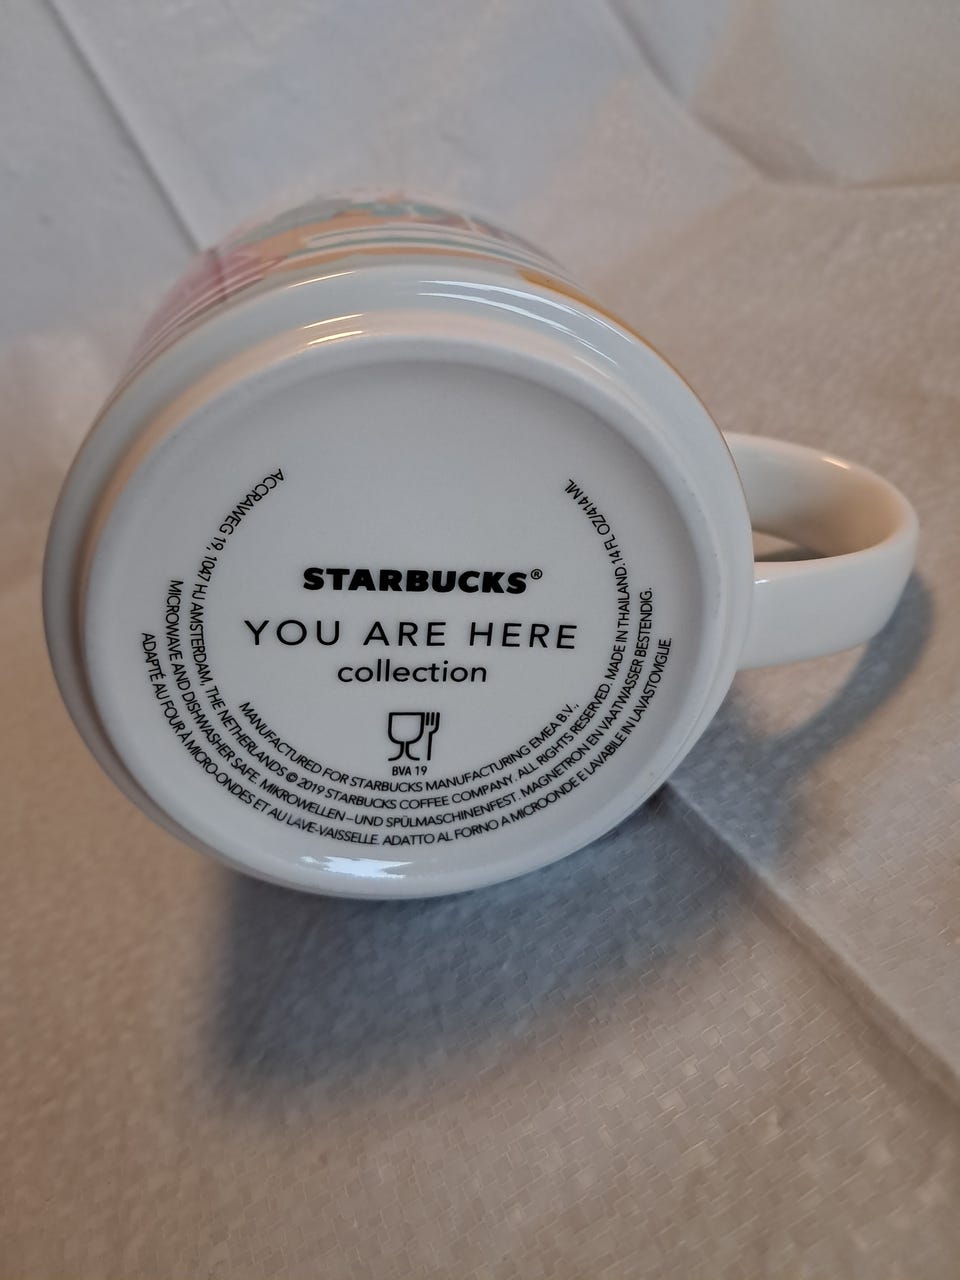 STARBUCKS®
YOU ARE HERE
collection
BVA 19
MANUFACTURED FOR STARBUCKS MANUFACTURING EMEA B.V.,
ACCRAWEG 19, 1047 HJ AMSTERDAM, THE NETHERLANDS © 2019 STARBUCKS COFFEE COMPANY. ALL RIGHTS RESERVED. MADE IN THAILAND. 14 FL OZ/414 ML
MICROWAVE AND DISHWASHER SAFE. MIKROWELLEN-UND SPÜLMASCHINENFEST. MAGNETRON EN VAATWASSER BESTENDIG.
ADAPTÉ AU FOUR À MICRO-ONDES ET AU LAVE-VAISSELLE. ADATTO AL FORNO A MICROONDE E LAVABILE IN LAVASTOVIGLIE.